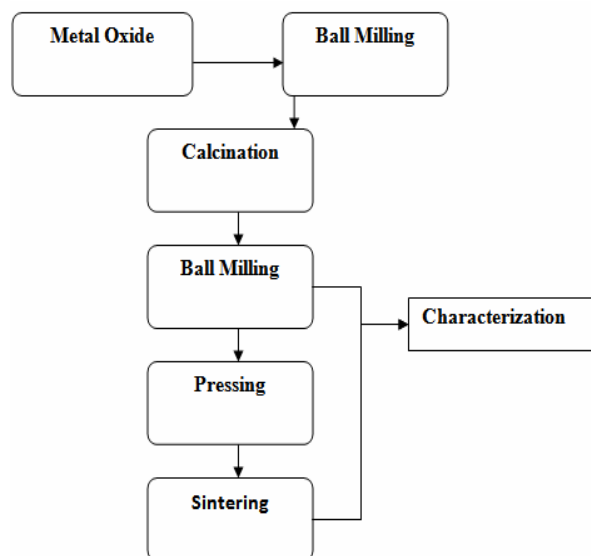 Metal Oxide
Ball Milling
Calcination
Ball Milling
Characterization
Pressing
Sintering